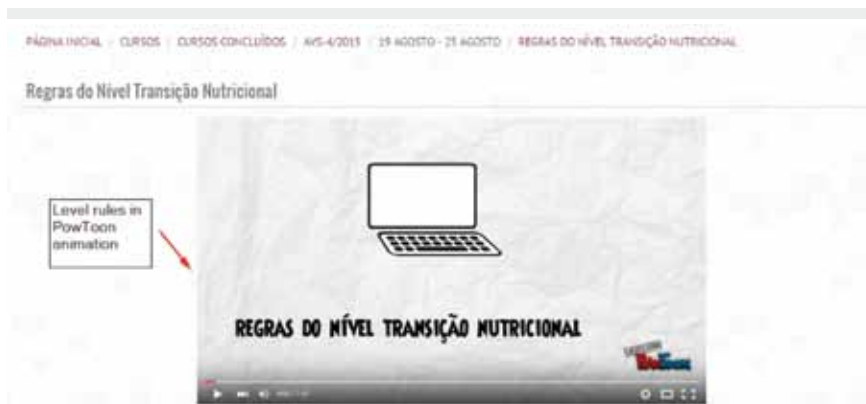 PÁGINA INICIAL / CURSOS / CURSOS CONCLUÍDOS / AVS-4/2015 / 19 AGOSTO - 25 AGOSTO / REGRAS DO NÍVEL TRANSIÇÃO NUTRICIONAL
Regras do Nível Transição Nutricional
Level rules in
PowToon
animation
REGRAS DO NÍVEL TRANSIÇÃO NUTRICIONAL
PowToon